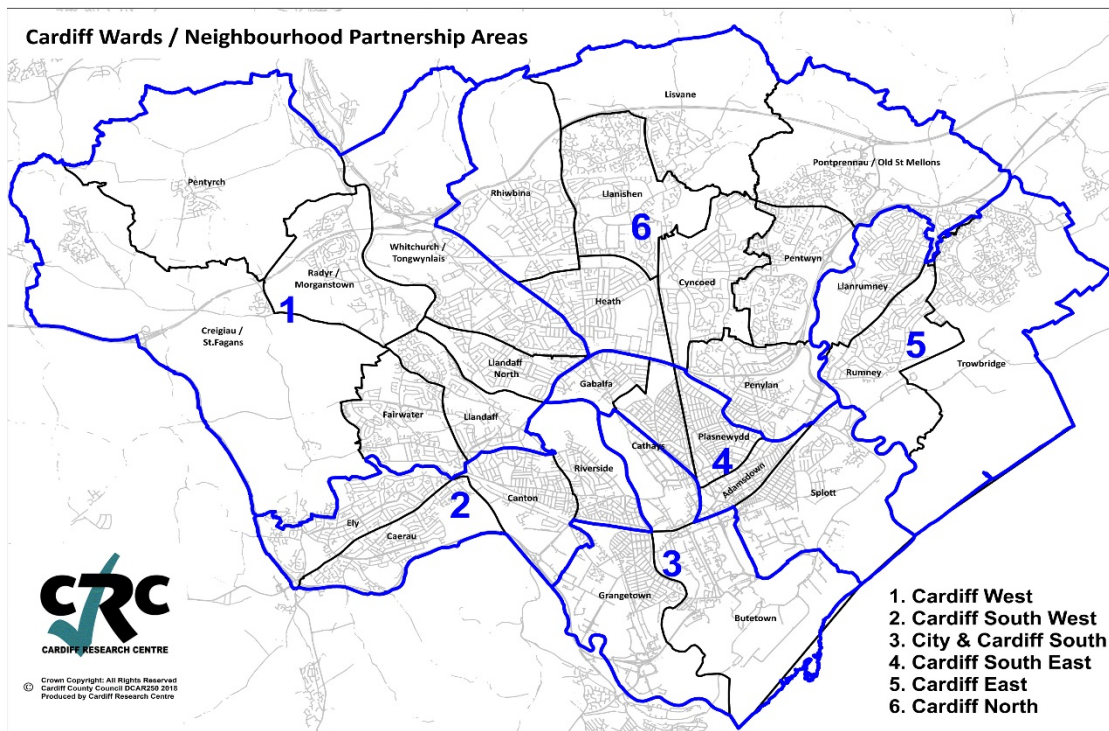 Cardiff Wards / Neighbourhood Partnership Areas
Lisvane
Pontprennau / Old St Mellons
Pentyrch
Rhiwbina
Llanishen
6
Whitchurch /
Tongwynlais
Pentwyn
Radyr /
Morganstown
Cyncoed
Llanrumney
1
Heath
Creigiau /
St.Fagans
5
Llandaff
North
Trowbridge
Rumney
Gabalfa
Penylan
Fairwater
Llandaff
Plasnewydd
Cathays
4
Riverside
Adamsdown
Splott
2
Canton
Ely
Caerau
3
Grangetown
Butetown
CRC
CARDIFF RESEARCH CENTRE
© Crown Copyright: All Rights Reserved
Cardiff County Council DCAR250 2018
Produced by Cardiff Research Centre
1. Cardiff West
2. Cardiff South West
3. City & Cardiff South
4. Cardiff South East
5. Cardiff East
6. Cardiff North